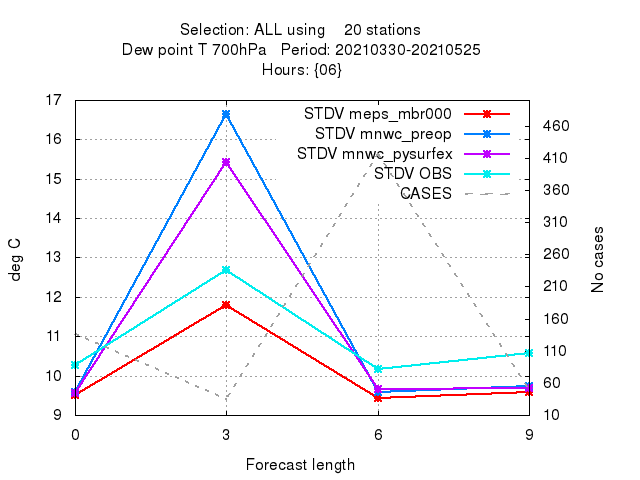 Selection: ALL using    20 stations
Dew point T 700hPa   Period: 20210330-20210525
Hours: {06}
STDV meps_mbr000
STDV mnwc_preop
STDV mnwc_pysurfex
STDV OBS
CASES
17
16
15
14
13
12
11
10
9
deg C
460
410
360
310
260
210
160
110
60
10
No cases
0 3 6 9
Forecast length